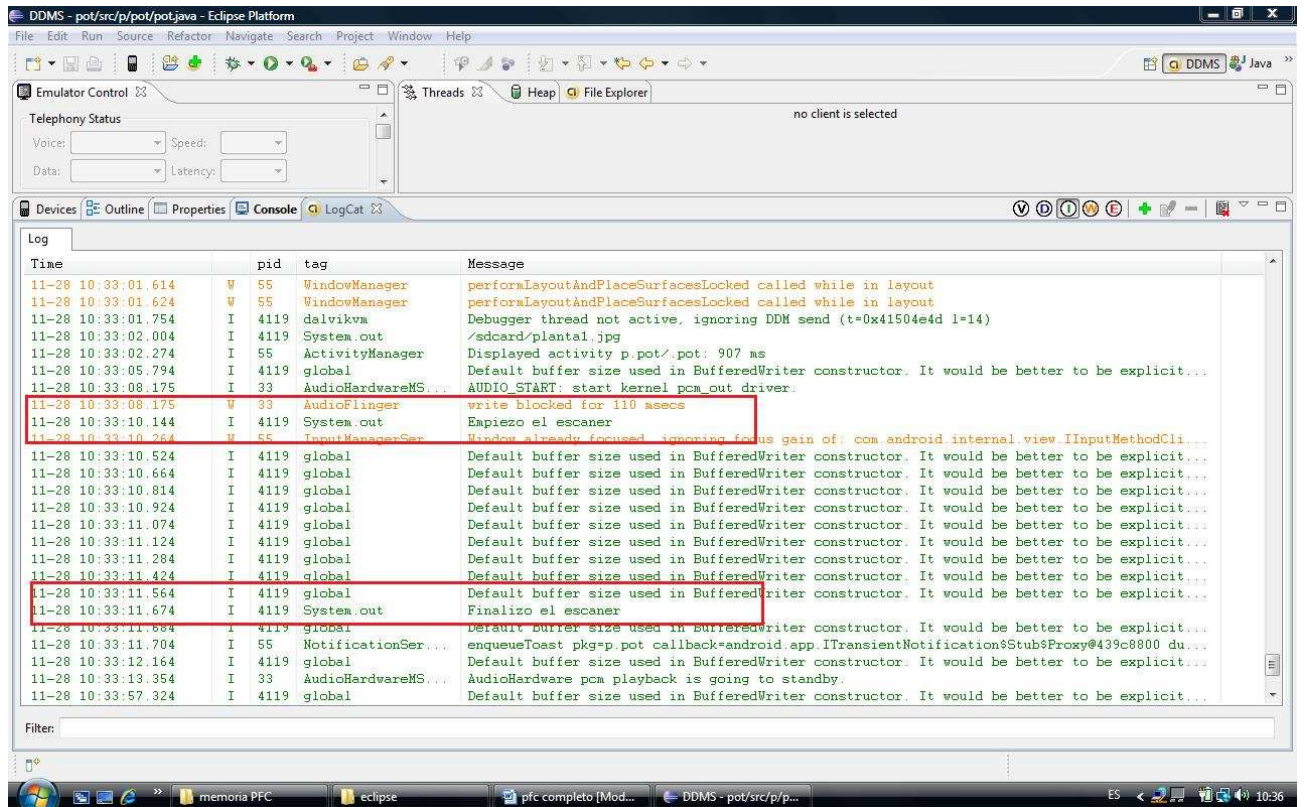 DDMS - pot/src/p/pot/pot.java - Eclipse Platform
File Edit Run Source Refactor Navigate Search Project Window Help
DDMS Java
Emulator Control
Threads Heap File Explorer
Telephony Status
no client is selected
Voice: Speed:
Data: Latency:
Devices Outline Properties Console LogCat
V D I W E
Log
Time pid tag Message
11-28 10:33:01.614 W 55 WindowManager performLayoutAndPlaceSurfacesLocked called while in layout
11-28 10:33:01.624 W 55 WindowManager performLayoutAndPlaceSurfacesLocked called while in layout
11-28 10:33:01.754 I 4119 dalvikvm Debugger thread not active, ignoring DDM send (t=0x41504e4d l=14)
11-28 10:33:02.004 I 4119 System.out /sdcard/planta1.jpg
11-28 10:33:02.274 I 55 ActivityManager Displayed activity p.pot/.pot: 907 ms
11-28 10:33:05.794 I 4119 global Default buffer size used in BufferedWriter constructor. It would be better to be explicit...
11-28 10:33:08.175 I 33 AudioHardwareMS... AUDIO_START: start kernel pcm_out driver.
11-28 10:33:08.175 W 33 AudioFlinger write blocked for 110 msecs
11-28 10:33:10.144 I 4119 System.out Empiezo el escaner
11-28 10:33:10.264 W 55 InputManagerSer... Window already focused, ignoring focus gain of: com.android.internal.view.IInputMethodCli...
11-28 10:33:10.524 I 4119 global Default buffer size used in BufferedWriter constructor. It would be better to be explicit...
11-28 10:33:10.664 I 4119 global Default buffer size used in BufferedWriter constructor. It would be better to be explicit...
11-28 10:33:10.814 I 4119 global Default buffer size used in BufferedWriter constructor. It would be better to be explicit...
11-28 10:33:10.924 I 4119 global Default buffer size used in BufferedWriter constructor. It would be better to be explicit...
11-28 10:33:11.074 I 4119 global Default buffer size used in BufferedWriter constructor. It would be better to be explicit...
11-28 10:33:11.124 I 4119 global Default buffer size used in BufferedWriter constructor. It would be better to be explicit...
11-28 10:33:11.284 I 4119 global Default buffer size used in BufferedWriter constructor. It would be better to be explicit...
11-28 10:33:11.424 I 4119 global Default buffer size used in BufferedWriter constructor. It would be better to be explicit...
11-28 10:33:11.564 I 4119 global Default buffer size used in BufferedWriter constructor. It would be better to be explicit...
11-28 10:33:11.674 I 4119 System.out Finalizo el escaner
11-28 10:33:11.684 I 4119 global Default buffer size used in BufferedWriter constructor. It would be better to be explicit...
11-28 10:33:11.704 I 55 NotificationSer... enqueueToast pkg=p.pot callback=android.app.ITransientNotification$Stub$Proxy@439c8800 du...
11-28 10:33:12.164 I 4119 global Default buffer size used in BufferedWriter constructor. It would be better to be explicit...
11-28 10:33:13.354 I 33 AudioHardwareMS... AudioHardware pcm playback is going to standby.
11-28 10:33:57.324 I 4119 global Default buffer size used in BufferedWriter constructor. It would be better to be explicit...
Filter:
memoria PFC eclipse pfc completo [Mod... DDMS - pot/src/p/p... ES 10:36